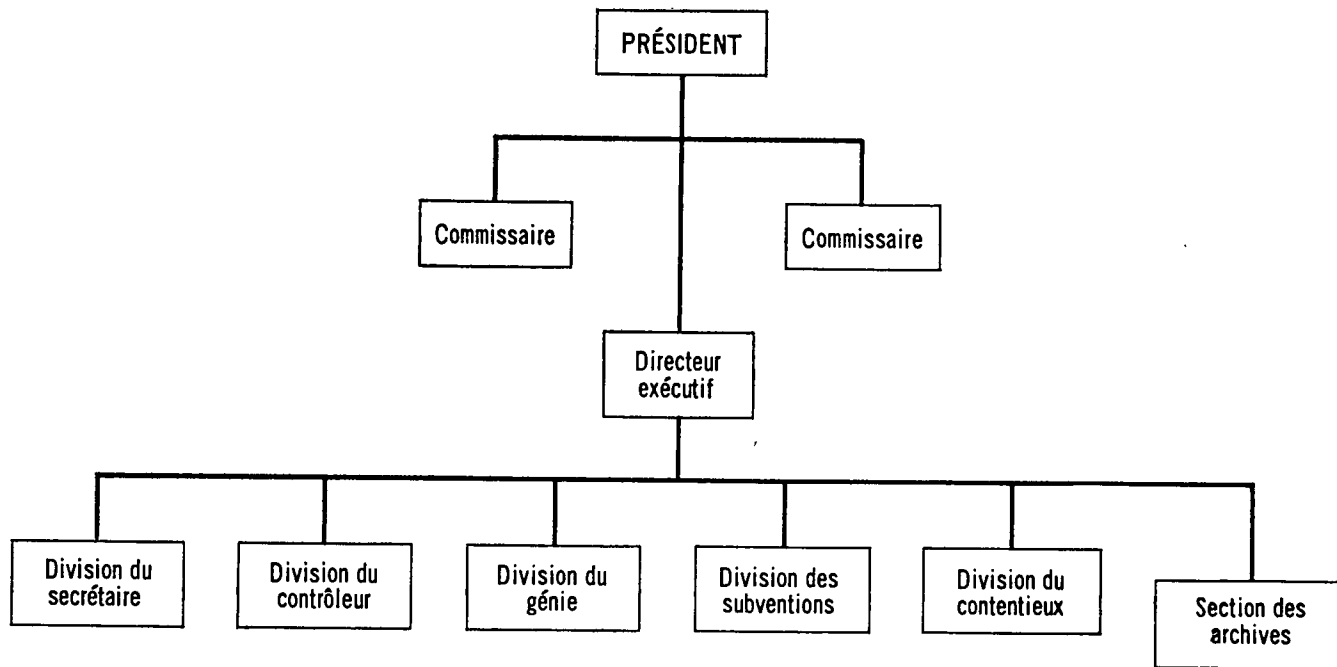 PRÉSIDENT
Commissaire
Commissaire
Directeur
exécutif
Division du
secrétaire
Division du
contrôleur
Division du
génie
Division des
subventions
Division du
contentieux
Section des
archives